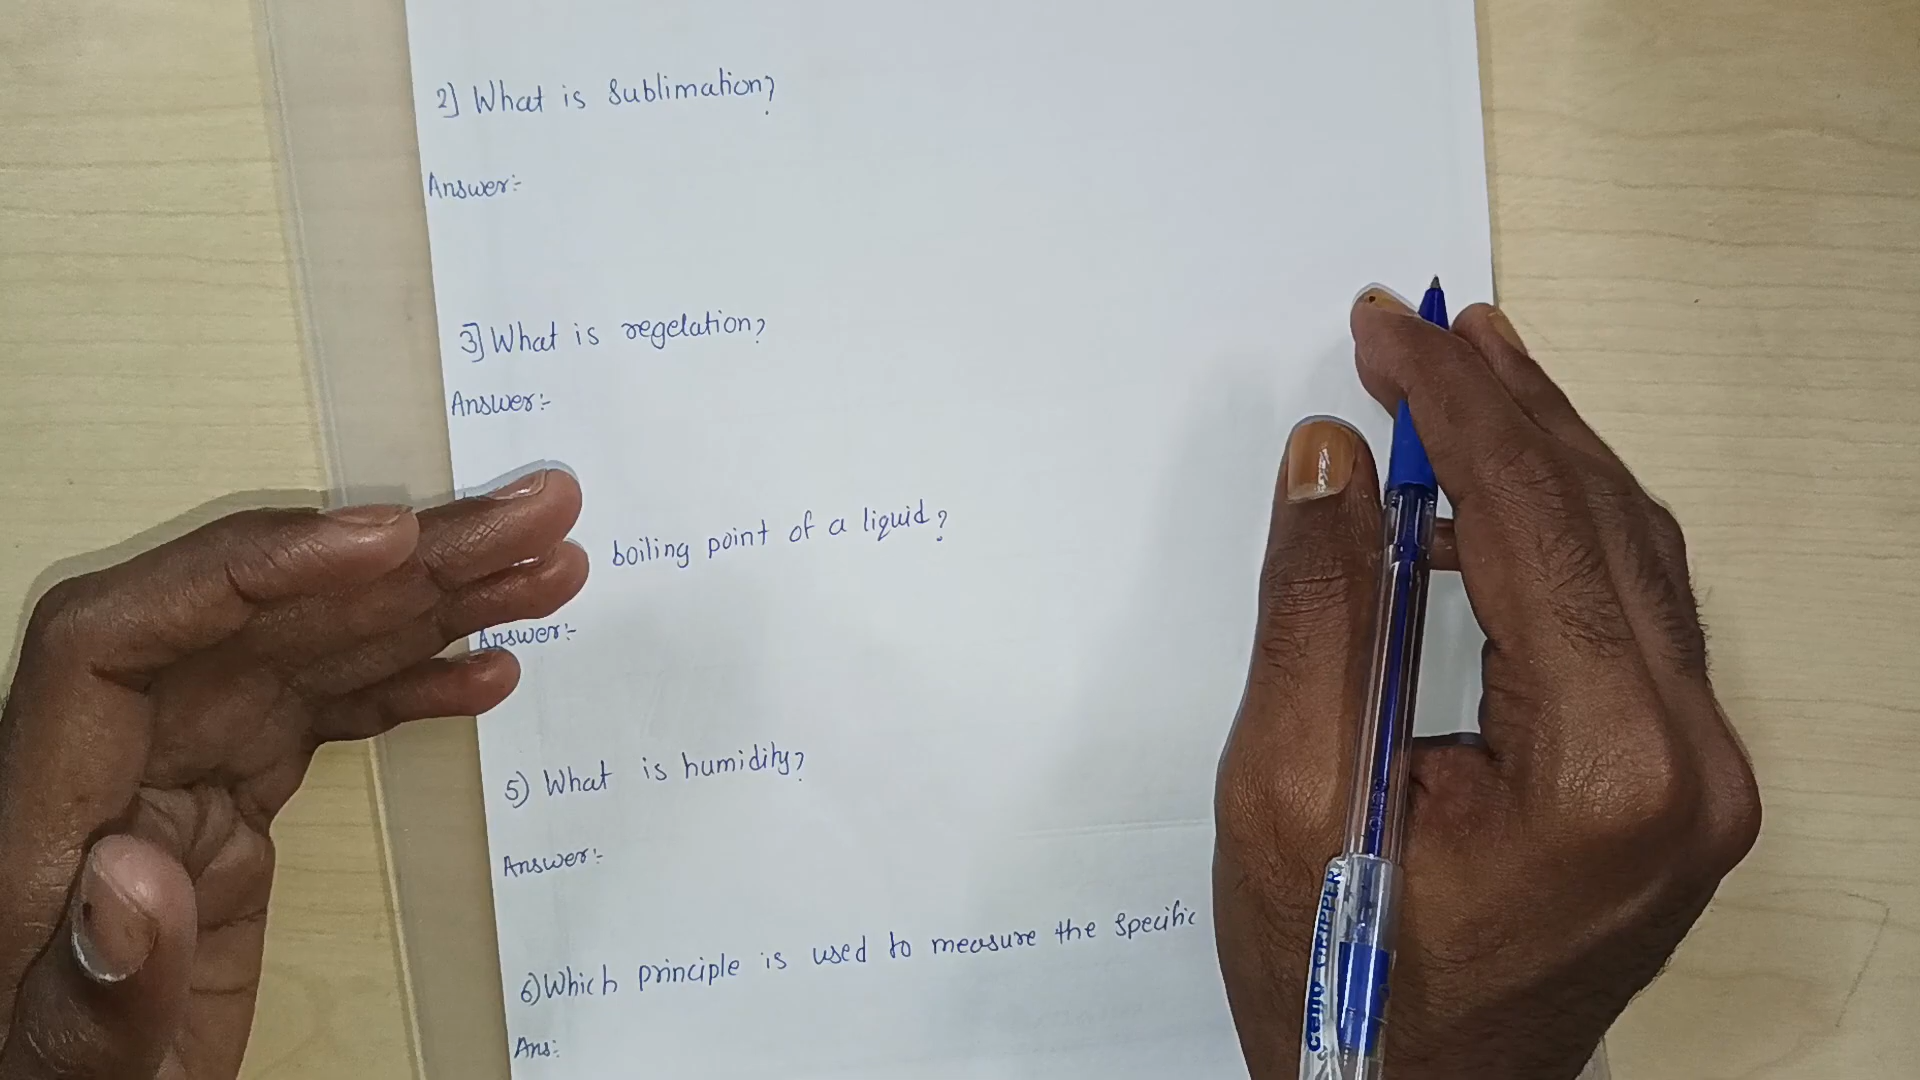 2] What is Sublimation?
Answer:-
3] What is regelation?
Answer:-
boiling point of a liquid?
Answer:-
5) What is humidity?
Answer:-
6) Which principle is used to measure the specific
Ans:
GRIPPER